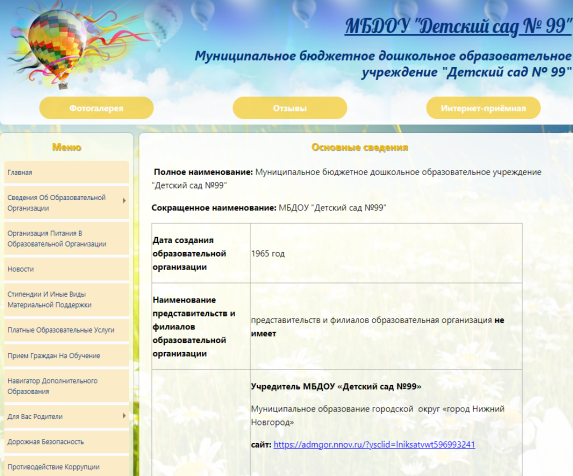 МБДОУ "Детский сад № 99"
Муниципальное бюджетное дошкольное образовательное
учреждение "Детский сад № 99"
Фотогалерея
Отзывы
Интернет-приёмная
Меню
Главная
Сведения Об Образовательной
Организации
Организация Питания В
Образовательной Организации
Новости
Стипендии И Иные Виды
Материальной Поддержки
Платные Образовательные Услуги
Прием Граждан На Обучение
Навигатор Дополнительного
Образования
Для Вас Родители
Дорожная Безопасность
Противодействие Коррупции
Основные сведения
Полное наименование: Муниципальное бюджетное дошкольное образовательное учреждение
"Детский сад №99"
Сокращенное наименование: МБДОУ "Детский сад №99"
Дата создания
образовательной
организации
1965 год
Наименование
представительств и
филиалов
образовательной
организации
представительств и филиалов образовательная организация не
имеет
Учредитель МБДОУ «Детский сад №99»
Муниципальное образование городской округ «город Нижний
Новгород»
сайт: https://admgor.nnov.ru/?ysclid=lniksatvwt596993241